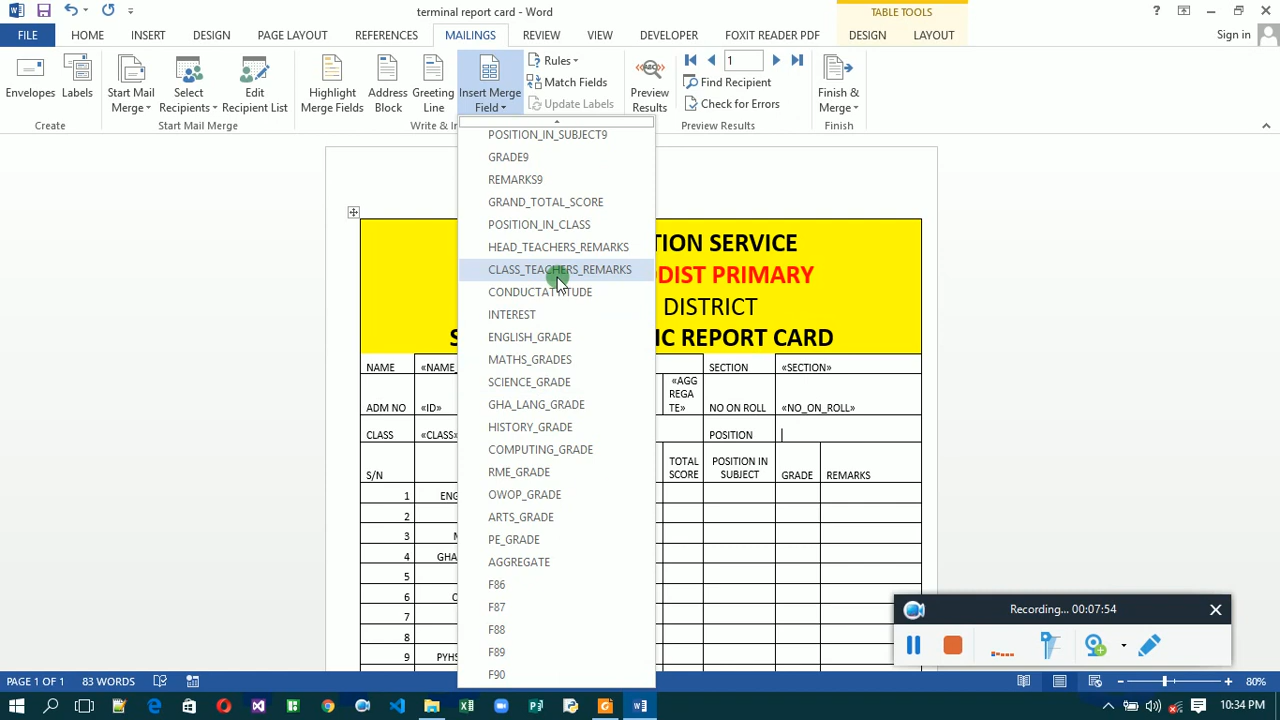 terminal report card - Word
TABLE TOOLS
Sign in
FILE HOME INSERT DESIGN PAGE LAYOUT REFERENCES MAILINGS REVIEW VIEW DEVELOPER FOXIT READER PDF DESIGN LAYOUT
Envelopes
Labels
Start Mail
Merge
Select
Recipients
Edit
Recipient List
Highlight
Merge Fields
Address
Block
Greeting
Line
Insert Merge
Field
Rules
Match Fields
Update Labels
Preview
Results
1
Find Recipient
Check for Errors
Finish &
Merge
Create
Start Mail Merge
Write & I
Preview Results
Finish
POSITION_IN_SUBJECT9
GRADE9
REMARKS9
GRAND_TOTAL_SCORE
POSITION_IN_CLASS
HEAD_TEACHERS_REMARKS
CLASS_TEACHERS_REMARKS
CONDUCTATTITUDE
INTEREST
ENGLISH_GRADE
MATHS_GRADES
SCIENCE_GRADE
GHA_LANG_GRADE
HISTORY_GRADE
COMPUTING_GRADE
RME_GRADE
OWOP_GRADE
ARTS_GRADE
PE_GRADE
AGGREGATE
F86
F87
F88
F89
F90
TION SERVICE
DIST PRIMARY
DISTRICT
IC REPORT CARD
NAME «NAME_ SECTION «SECTION»
ADM NO «ID» «AGG
REGA
TE» NO ON ROLL «NO_ON_ROLL»
CLASS «CLASS» POSITION
S/N TOTAL
SCORE POSITION IN
SUBJECT GRADE REMARKS
1 ENG
2
3
4 GHA
5
6
7
8
9 PYHS
Recording... 00:07:54
PAGE 1 OF 1 83 WORDS 80%
10:34 PM